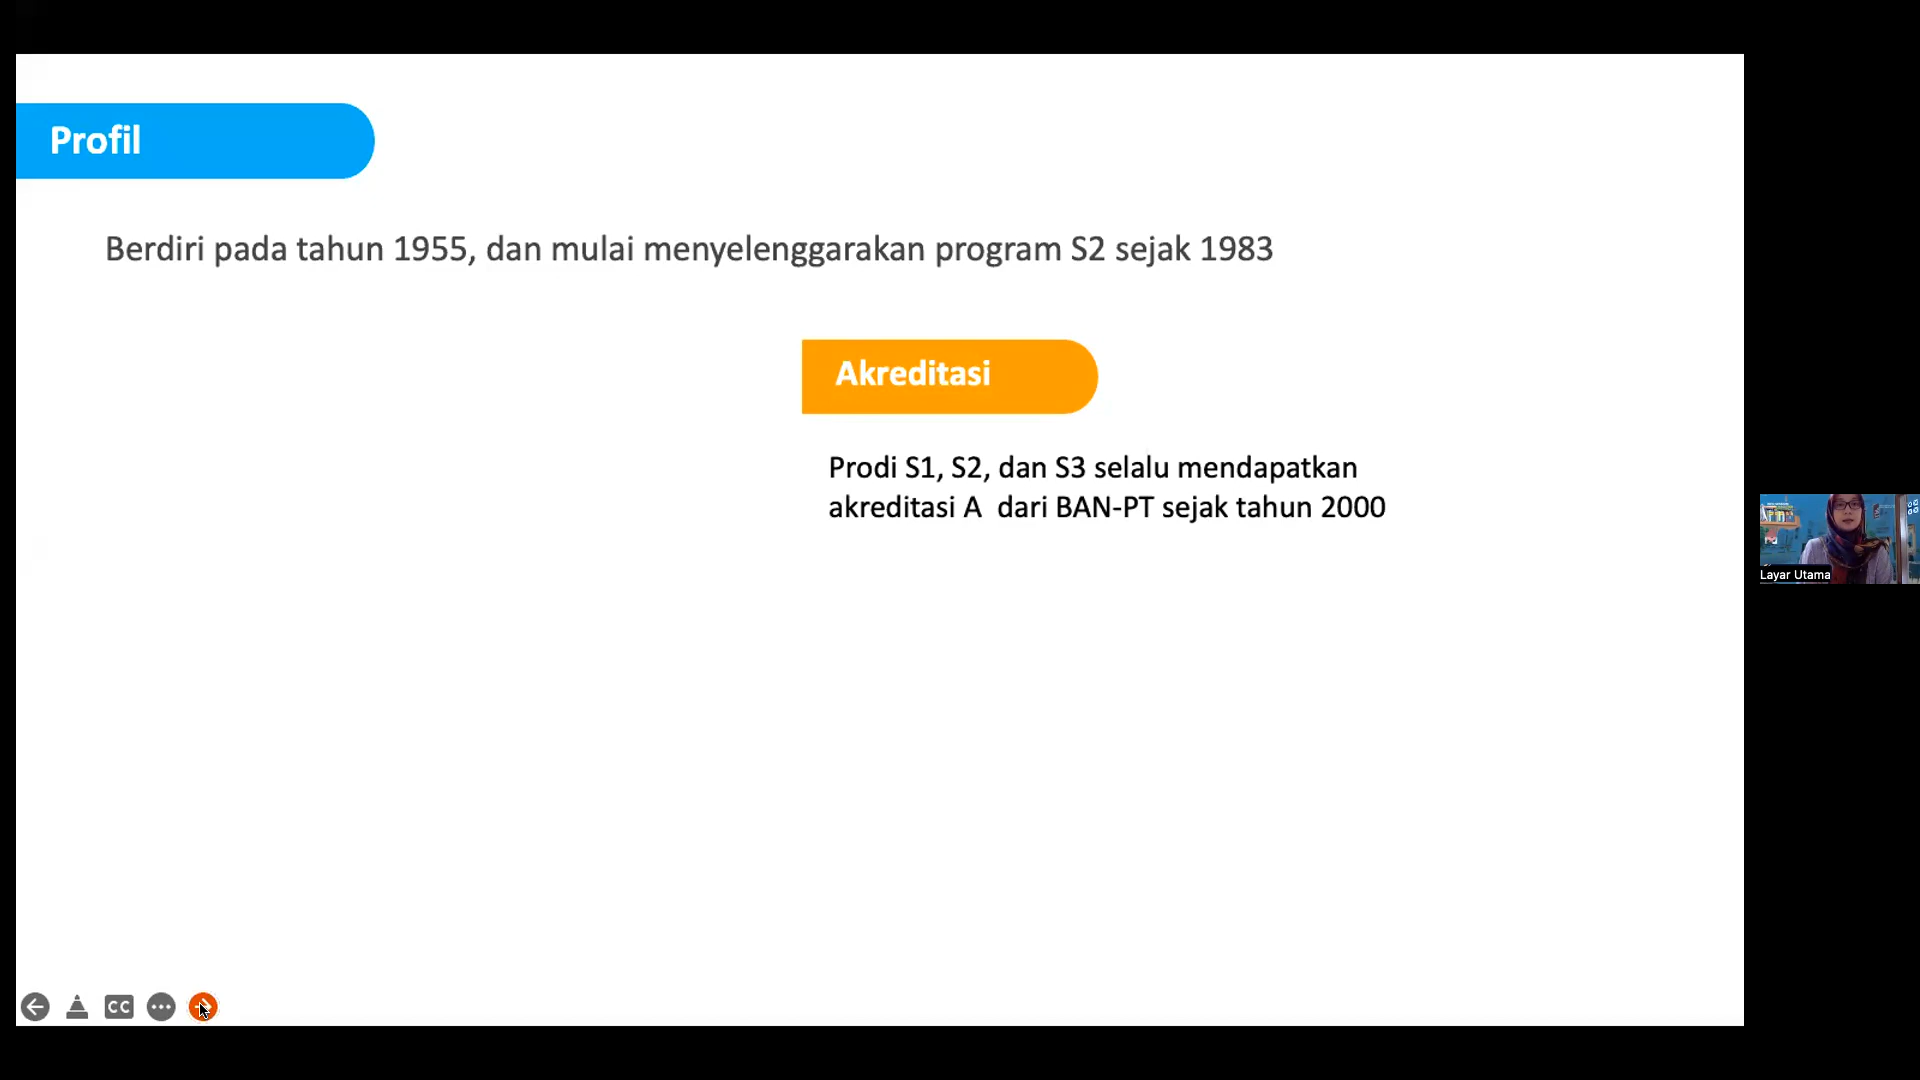 Profil
Berdiri pada tahun 1955, dan mulai menyelenggarakan program S2 sejak 1983
Akreditasi
Prodi S1, S2, dan S3 selalu mendapatkan
akreditasi A  dari BAN-PT sejak tahun 2000
Layar Utama
CC